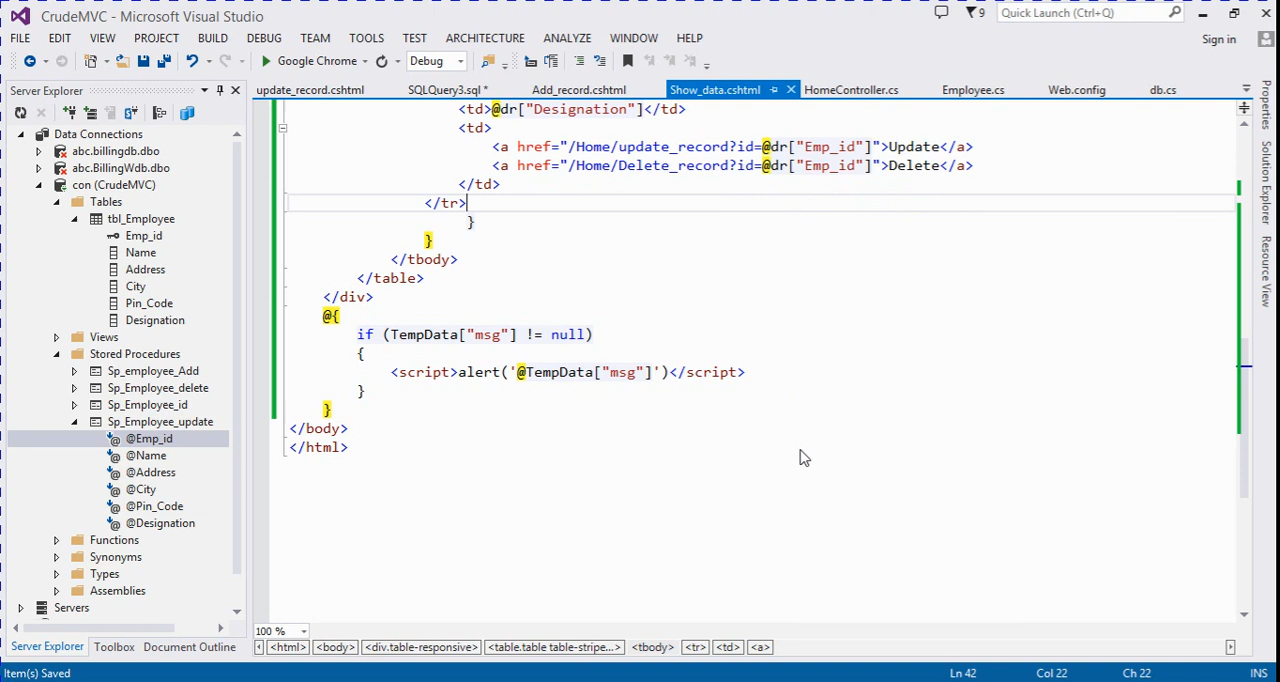 CrudeMVC - Microsoft Visual Studio
9
Quick Launch (Ctrl+Q)
FILE EDIT VIEW PROJECT BUILD DEBUG TEAM TOOLS TEST ARCHITECTURE ANALYZE WINDOW HELP
Sign in
Google Chrome
Debug
Server Explorer
update_record.cshtml SQLQuery3.sql * Add_record.cshtml Show_data.cshtml HomeController.cs Employee.cs Web.config db.cs
Data Connections
abc.billingdb.dbo
abc.BillingWdb.dbo
con (CrudeMVC)
Tables
tbl_Employee
Emp_id
Name
Address
City
Pin_Code
Designation
Views
Stored Procedures
Sp_employee_Add
Sp_employee_delete
Sp_Employee_id
Sp_Employee_update
@Emp_id
@Name
@Address
@City
@Pin_Code
@Designation
Functions
Synonyms
Types
Assemblies
Servers
Server Explorer Toolbox Document Outline
<td>@dr["Designation"]</td>
<td>
<a href="/Home/update_record?id=@dr["Emp_id"]">Update</a>
<a href="/Home/Delete_record?id=@dr["Emp_id"]">Delete</a>
</td>
</tr>
}
}
</tbody>
</table>
</div>
@{
if (TempData["msg"] != null)
{
<script>alert('@TempData["msg"]')</script>
}
}
</body>
</html>
100 %
<html> <body> <div.table-responsive> <table.table table-stripe...> <tbody> <tr> <td> <a>
Properties
Solution Explorer
Resource View
Item(s) Saved
Ln 42 Col 22 Ch 22 INS